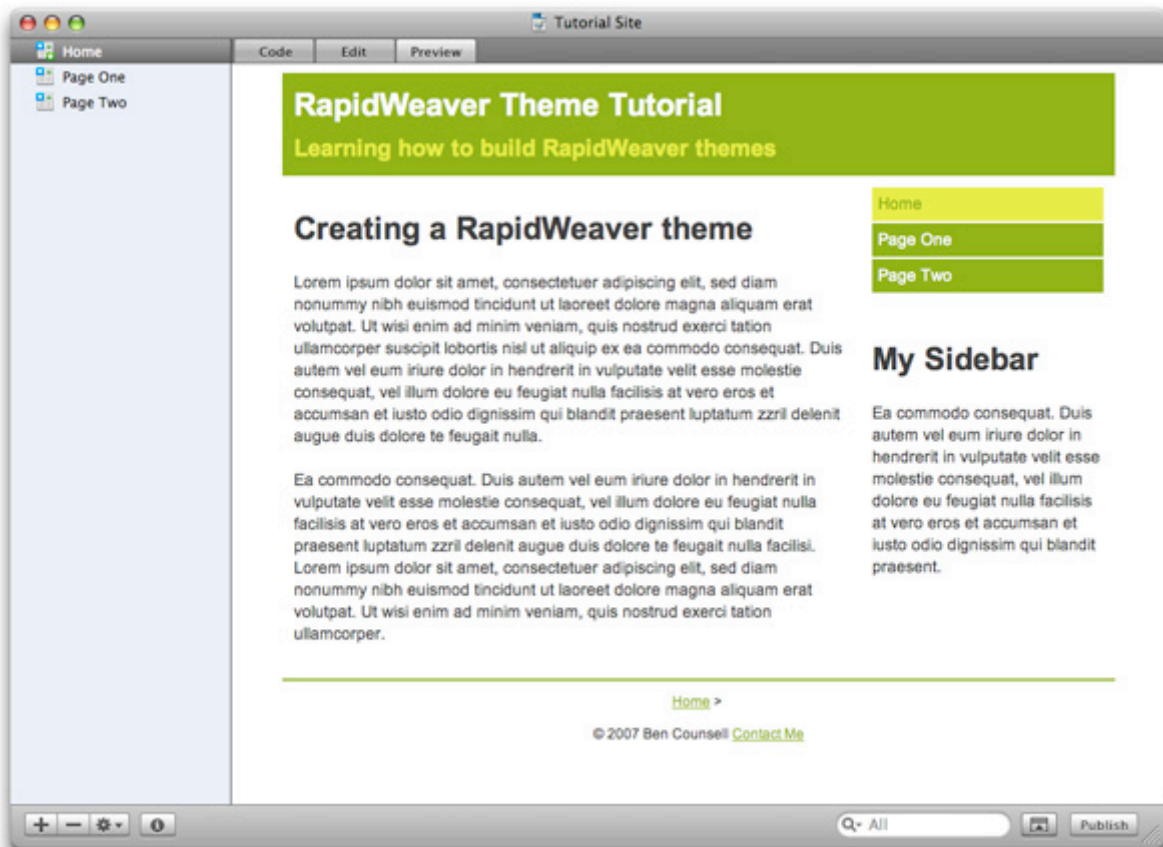 Tutorial Site
Home
Page One
Page Two
Code
Edit
Preview
RapidWeaver Theme Tutorial
Learning how to build RapidWeaver themes
Creating a RapidWeaver theme
Lorem ipsum dolor sit amet, consectetuer adipiscing elit, sed diam
nonummy nibh euismod tincidunt ut laoreet dolore magna aliquam erat
volutpat. Ut wisi enim ad minim veniam, quis nostrud exerci tation
ullamcorper suscipit lobortis nisl ut aliquip ex ea commodo consequat. Duis
autem vel eum iriure dolor in hendrerit in vulputate velit esse molestie
consequat, vel illum dolore eu feugiat nulla facilisis at vero eros et
accumsan et iusto odio dignissim qui blandit praesent luptatum zzril delenit
augue duis dolore te feugait nulla.
Ea commodo consequat. Duis autem vel eum iriure dolor in hendrerit in
vulputate velit esse molestie consequat, vel illum dolore eu feugiat nulla
facilisis at vero eros et accumsan et iusto odio dignissim qui blandit
praesent luptatum zzril delenit augue duis dolore te feugait nulla facilisi.
Lorem ipsum dolor sit amet, consectetuer adipiscing elit, sed diam
nonummy nibh euismod tincidunt ut laoreet dolore magna aliquam erat
volutpat. Ut wisi enim ad minim veniam, quis nostrud exerci tation
ullamcorper.
Home
Page One
Page Two
My Sidebar
Ea commodo consequat. Duis
autem vel eum iriure dolor in
hendrerit in vulputate velit esse
molestie consequat, vel illum
dolore eu feugiat nulla facilisis
at vero eros et accumsan et
iusto odio dignissim qui blandit
praesent.
Home >
© 2007 Ben Counsell Contact Me
All
Publish